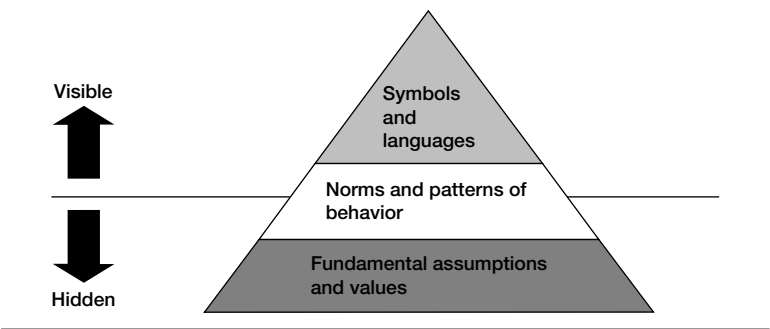 Visible
Symbols
and
languages
Norms and patterns of
behavior
Fundamental assumptions
and values
Hidden